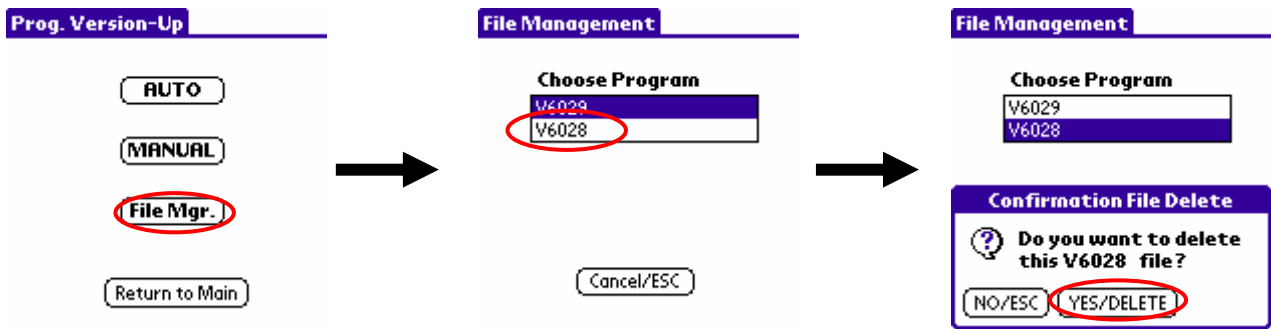 Prog. Version-Up
AUTO
MANUAL
File Mgr.
Return to Main
File Management
Choose Program
V6029
V6028
Cancel/ESC
File Management
Choose Program
V6029
V6028
Confirmation File Delete
Do you want to delete
this V6028 file?
NO/ESC
YES/DELETE